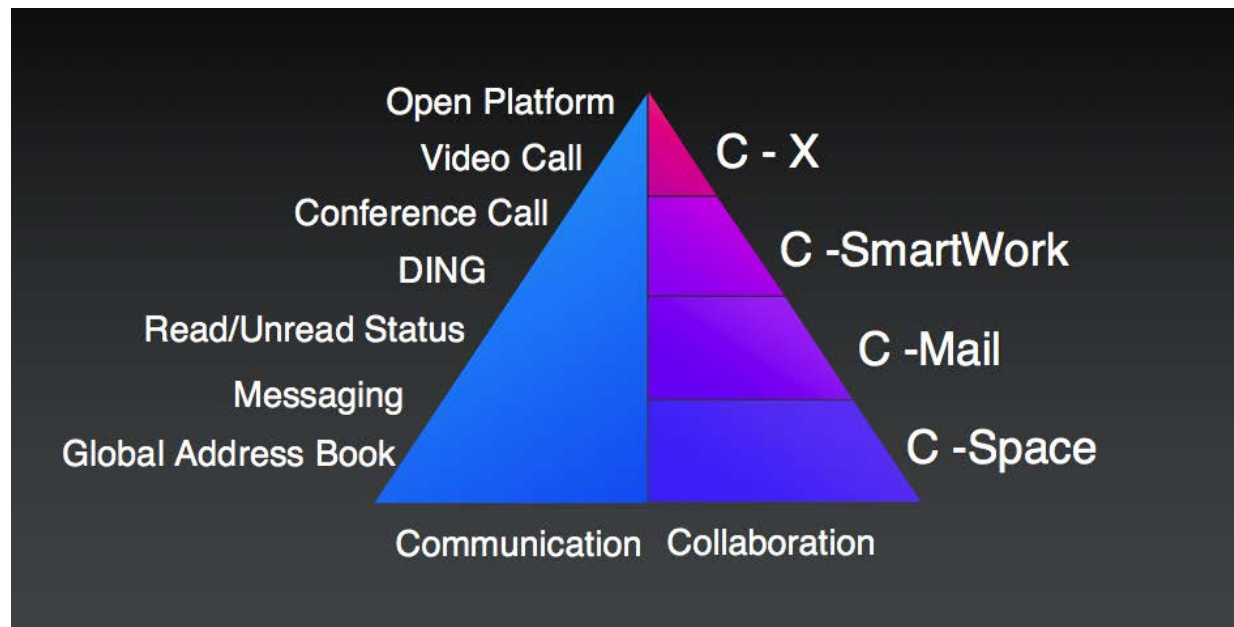 Open Platform
Video Call
Conference Call
DING
Read/Unread Status
Messaging
Global Address Book
C - X
C -SmartWork
C -Mail
C -Space
Communication
Collaboration